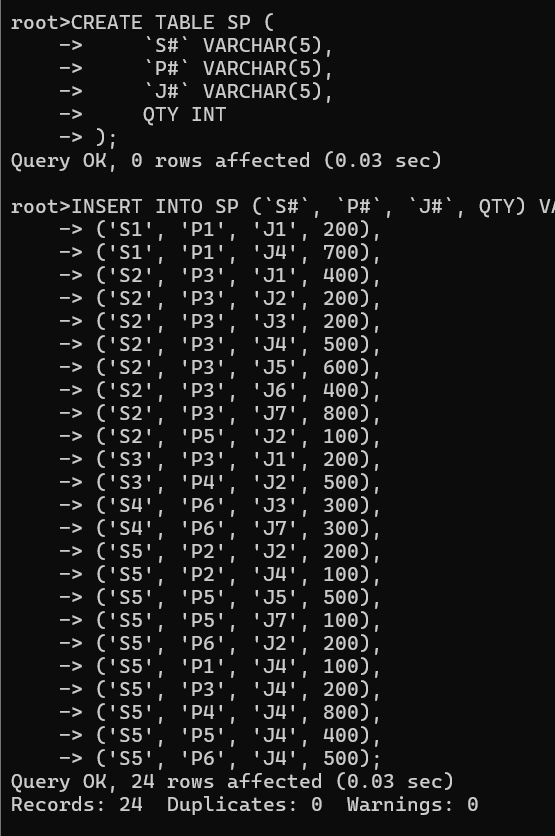 root>CREATE TABLE SP (
    ->     `S#` VARCHAR(5),
    ->     `P#` VARCHAR(5),
    ->     `J#` VARCHAR(5),
    ->     QTY INT
    -> );
Query OK, 0 rows affected (0.03 sec)

root>INSERT INTO SP (`S#`, `P#`, `J#`, QTY) VA
    -> ('S1', 'P1', 'J1', 200),
    -> ('S1', 'P1', 'J4', 700),
    -> ('S2', 'P3', 'J1', 400),
    -> ('S2', 'P3', 'J2', 200),
    -> ('S2', 'P3', 'J3', 200),
    -> ('S2', 'P3', 'J4', 500),
    -> ('S2', 'P3', 'J5', 600),
    -> ('S2', 'P3', 'J6', 400),
    -> ('S2', 'P3', 'J7', 800),
    -> ('S2', 'P5', 'J2', 100),
    -> ('S3', 'P3', 'J1', 200),
    -> ('S3', 'P4', 'J2', 500),
    -> ('S4', 'P6', 'J3', 300),
    -> ('S4', 'P6', 'J7', 300),
    -> ('S5', 'P2', 'J2', 200),
    -> ('S5', 'P2', 'J4', 100),
    -> ('S5', 'P5', 'J5', 500),
    -> ('S5', 'P5', 'J7', 100),
    -> ('S5', 'P6', 'J2', 200),
    -> ('S5', 'P1', 'J4', 100),
    -> ('S5', 'P3', 'J4', 200),
    -> ('S5', 'P4', 'J4', 800),
    -> ('S5', 'P5', 'J4', 400),
    -> ('S5', 'P6', 'J4', 500);
Query OK, 24 rows affected (0.03 sec)
Records: 24  Duplicates: 0  Warnings: 0